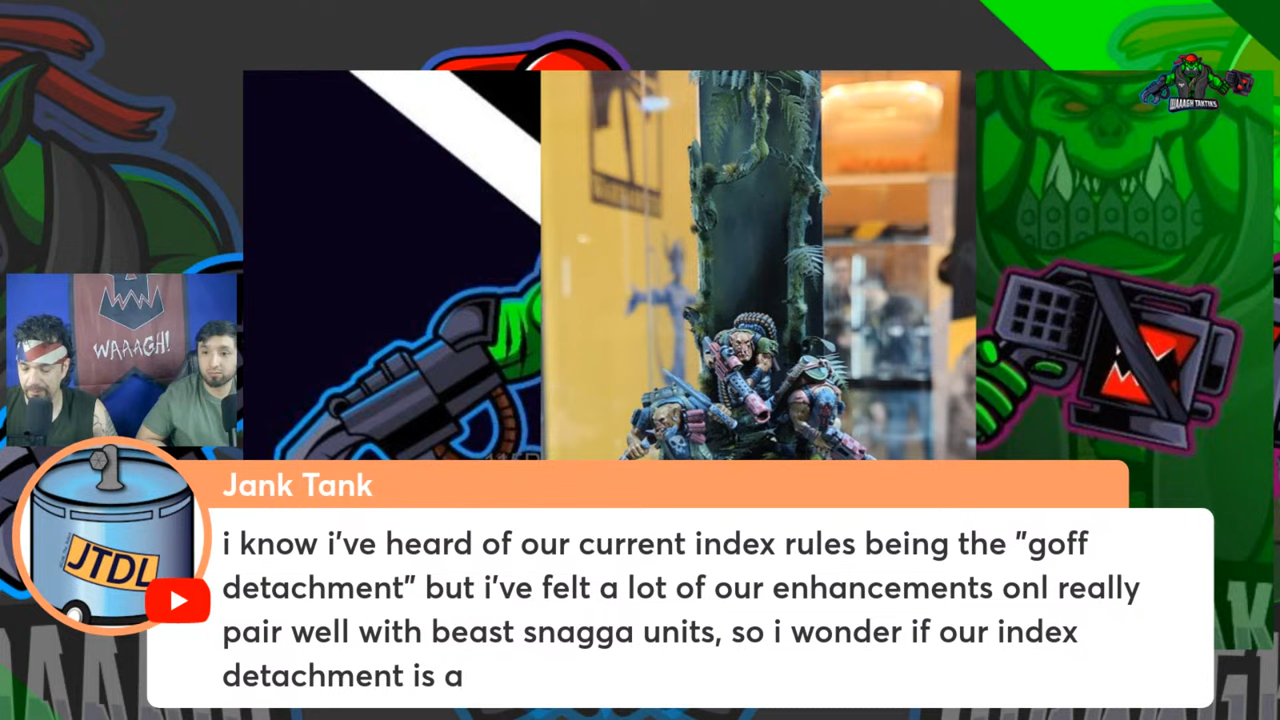 WAAAGH TAKTIKS
WAAAGH!
Jank Tank
JTDL
i know i've heard of our current index rules being the "goff
detachment" but i've felt a lot of our enhancements onl really
pair well with beast snagga units, so i wonder if our index
detachment is a